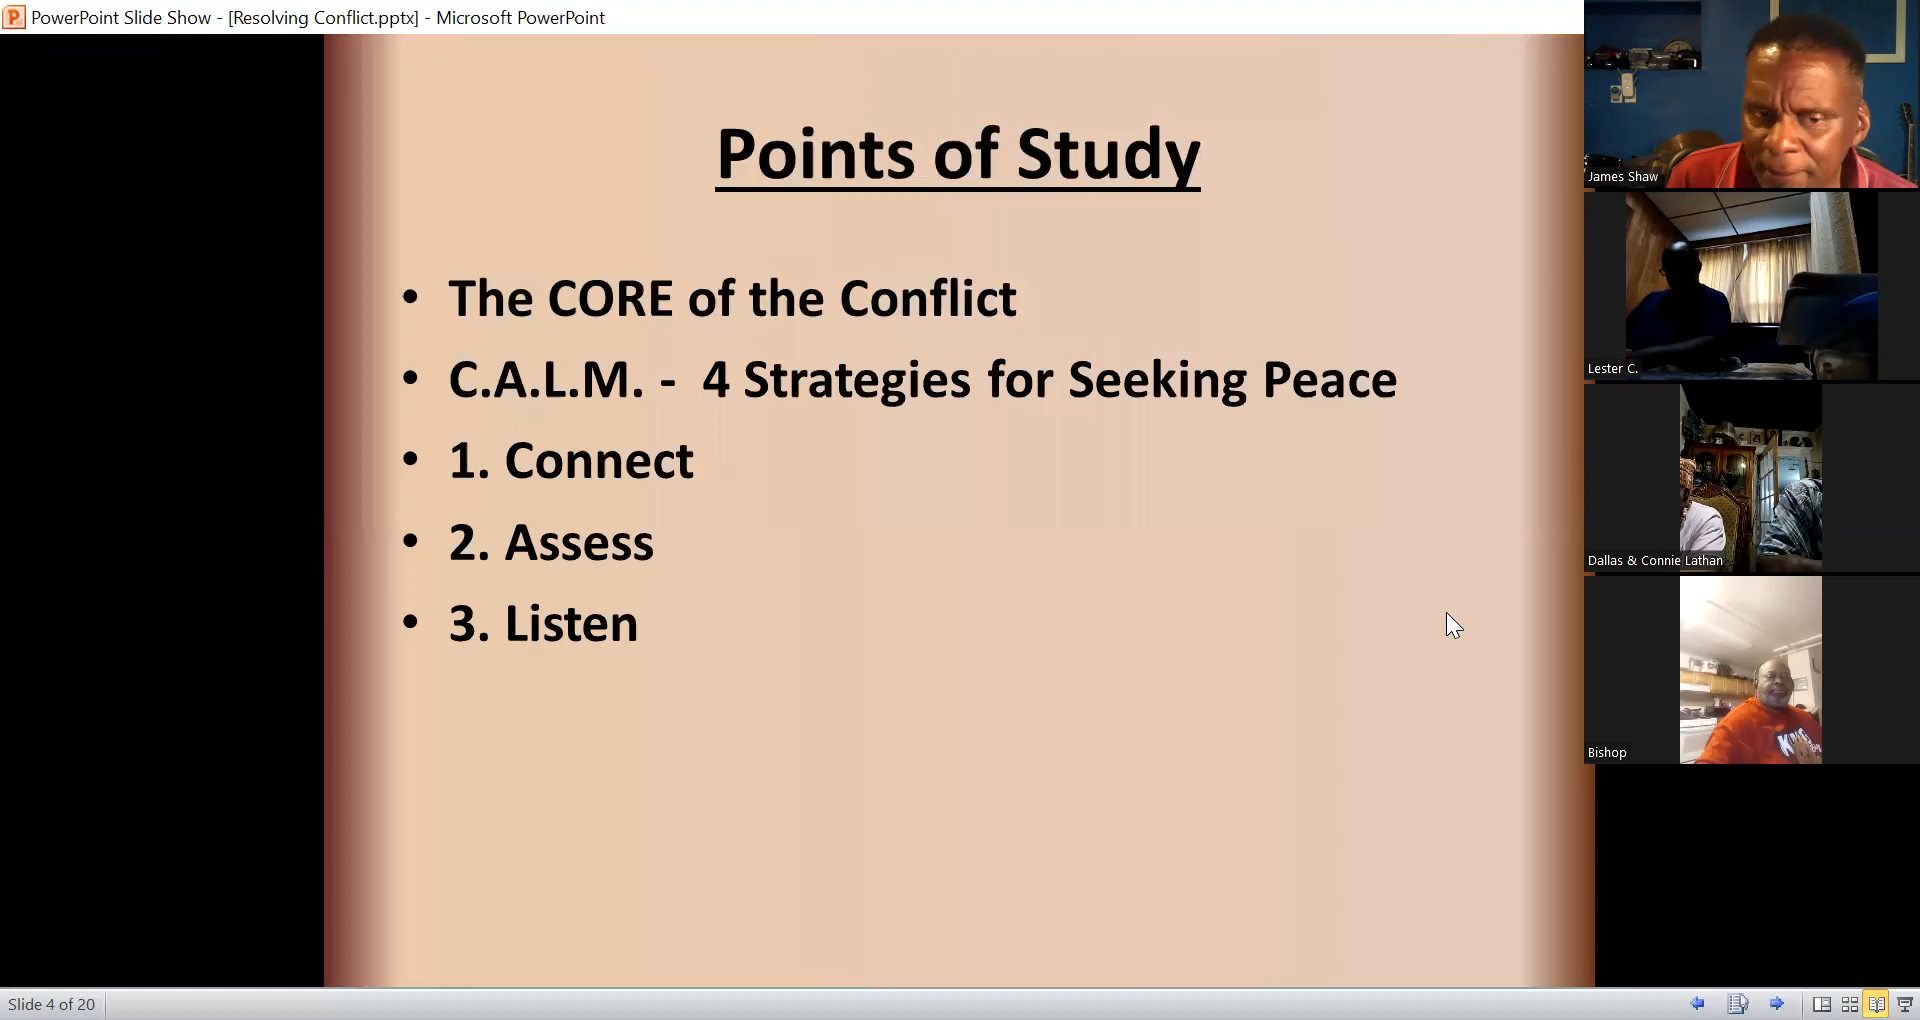 PowerPoint Slide Show - [Resolving Conflict.pptx] - Microsoft PowerPoint
Points of Study
• The CORE of the Conflict
• C.A.L.M. - 4 Strategies for Seeking Peace
• 1. Connect
• 2. Assess
• 3. Listen
James Shaw
Lester C.
Dallas & Connie Lathan
Bishop
Slide 4 of 20